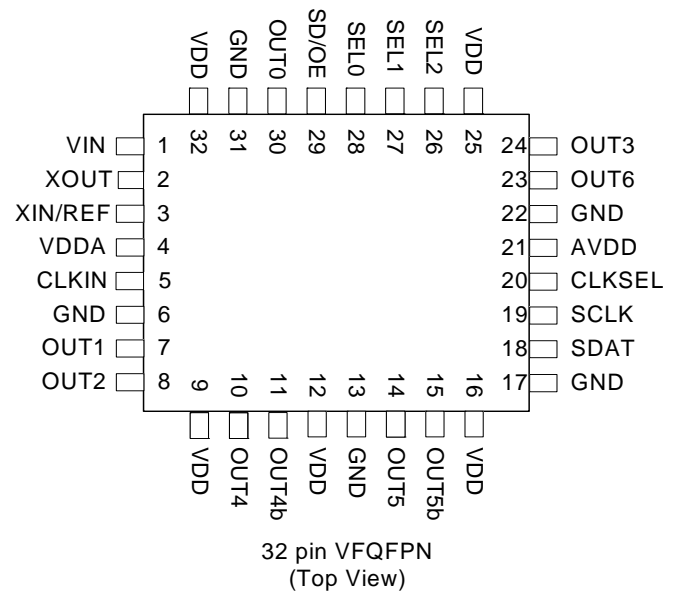 VDD
GND
OUT0
SD/OE
SEL0
SEL1
SEL2
VDD
32
31
30
29
28
27
26
25
VIN 1
XOUT 2
XIN/REF 3
VDDA 4
CLKIN 5
GND 6
OUT1 7
OUT2 8
24 OUT3
23 OUT6
22 GND
21 AVDD
20 CLKSEL
19 SCLK
18 SDAT
17 GND
9
10
11
12
13
14
15
16
VDD
OUT4
OUT4b
VDD
GND
OUT5
OUT5b
VDD
32 pin VFQFPN
(Top View)